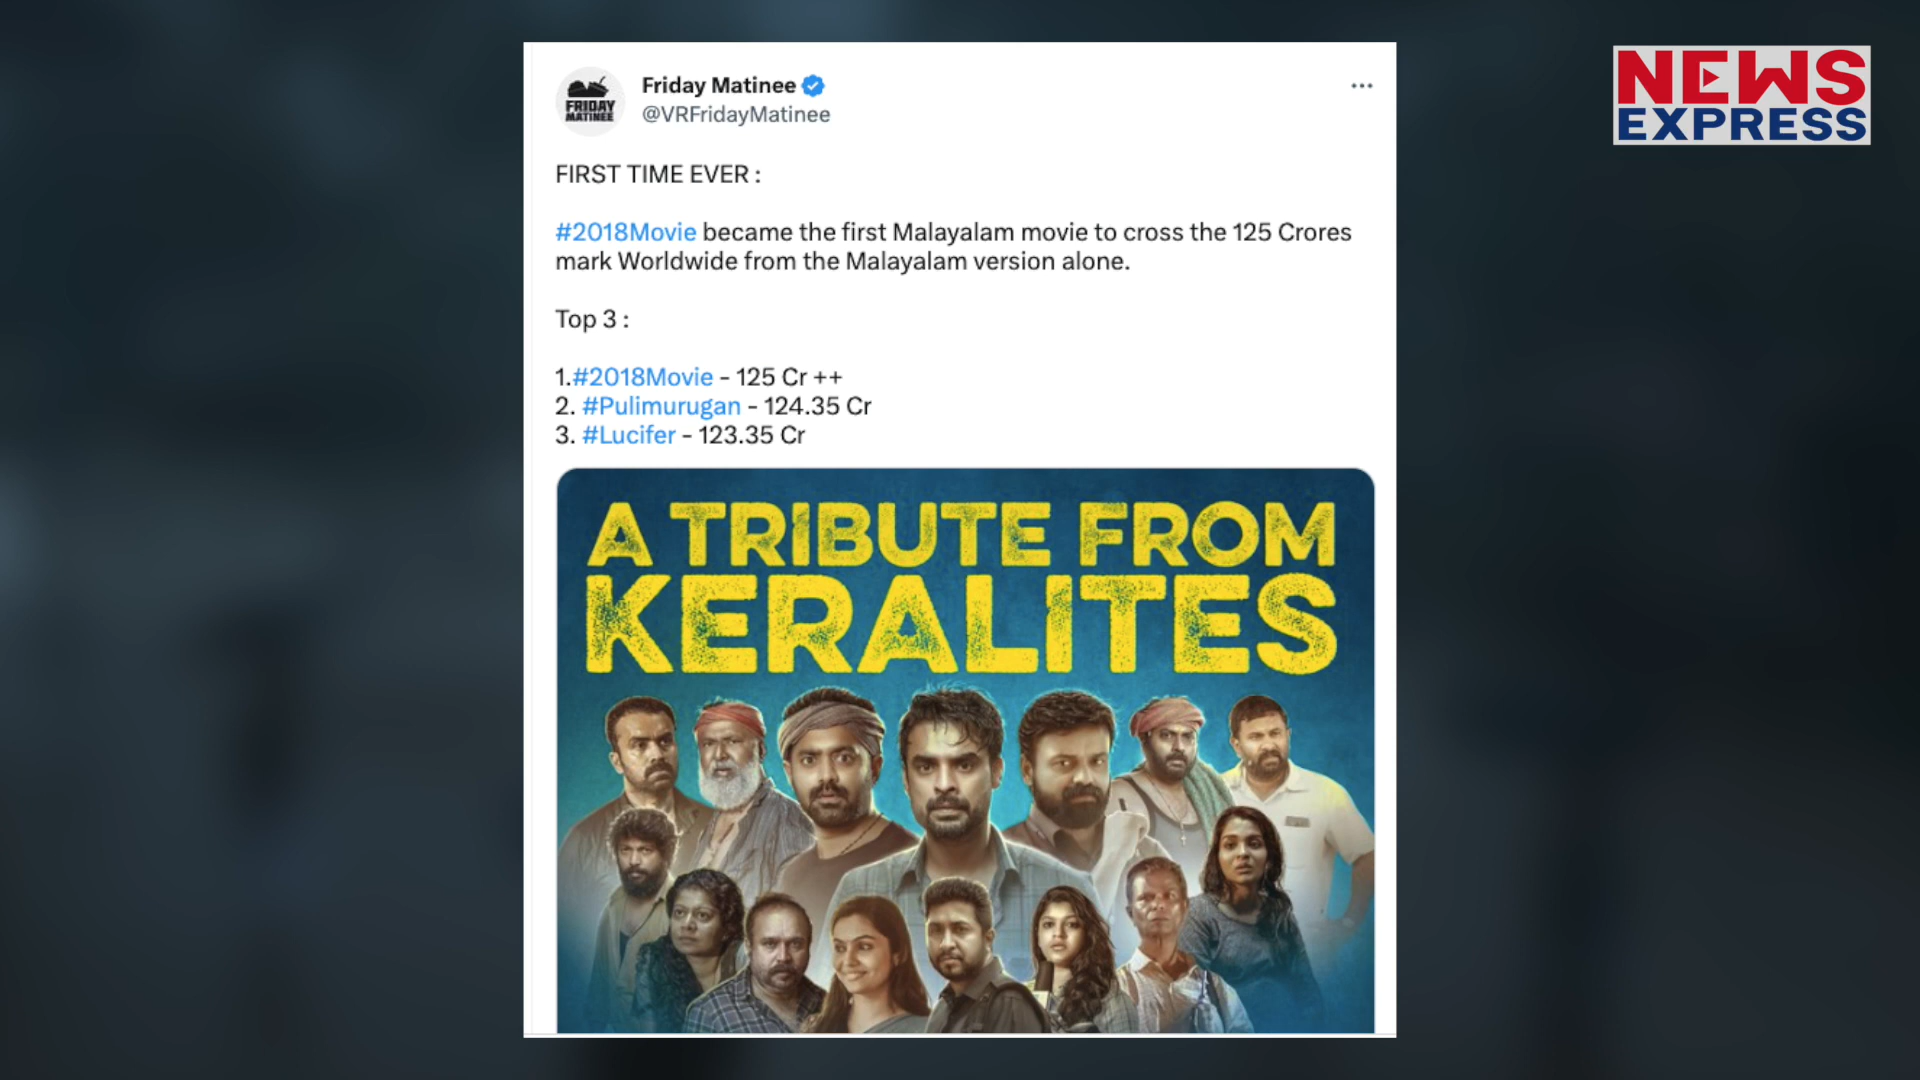 Friday Matinee
@VRFridayMatinee
FRIDAY
MATINEE
NEWS
EXPRESS
FIRST TIME EVER :
#2018Movie became the first Malayalam movie to cross the 125 Crores
mark Worldwide from the Malayalam version alone.
Top 3 :
1.#2018Movie - 125 Cr ++
2. #Pulimurugan - 124.35 Cr
3. #Lucifer - 123.35 Cr
A TRIBUTE FROM
KERALITES